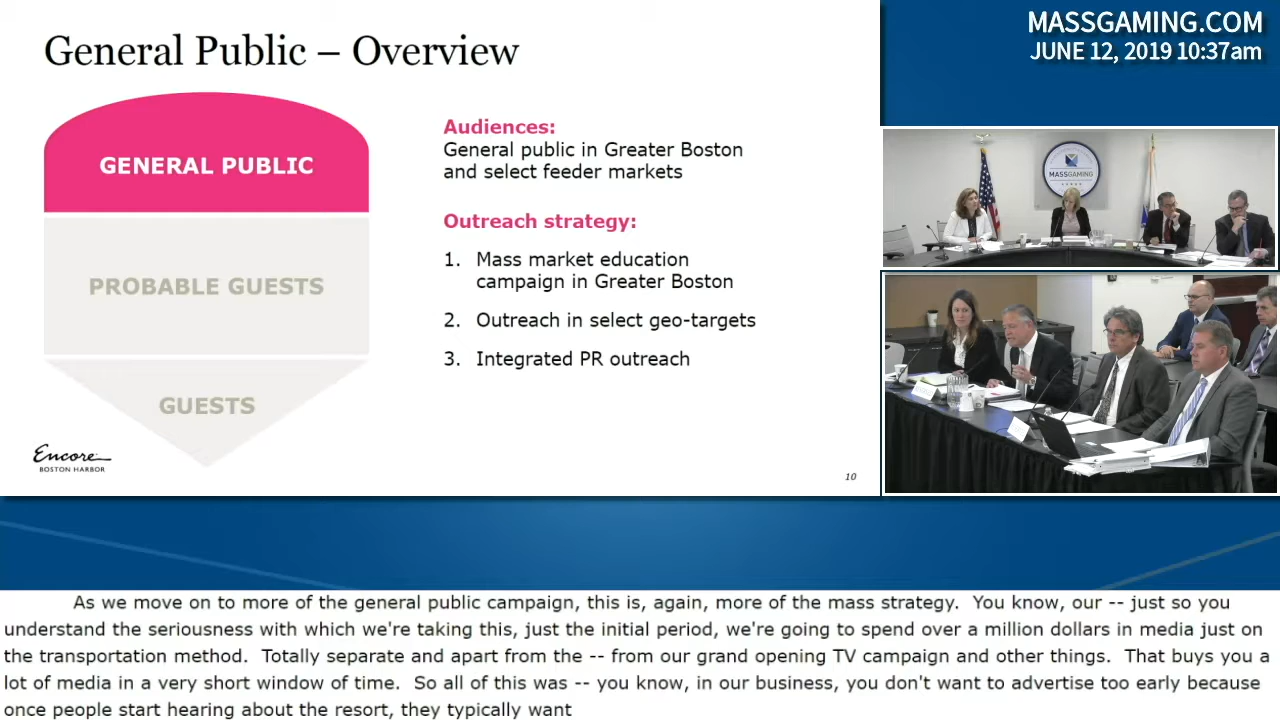 General Public – Overview
GENERAL PUBLIC
PROBABLE GUESTS
GUESTS
Audiences:
General public in Greater Boston
and select feeder markets
Outreach strategy:
1. Mass market education
campaign in Greater Boston
2. Outreach in select geo-targets
3. Integrated PR outreach
Encore
BOSTON HARBOR
10
MASSGAMING.COM
JUNE 12, 2019 10:37am
MASSGAMING
As we move on to more of the general public campaign, this is, again, more of the mass strategy. You know, our -- just so you
understand the seriousness with which we're taking this, just the initial period, we're going to spend over a million dollars in media just on
the transportation method. Totally separate and apart from the -- from our grand opening TV campaign and other things. That buys you a
lot of media in a very short window of time. So all of this was -- you know, in our business, you don't want to advertise too early because
once people start hearing about the resort, they typically want